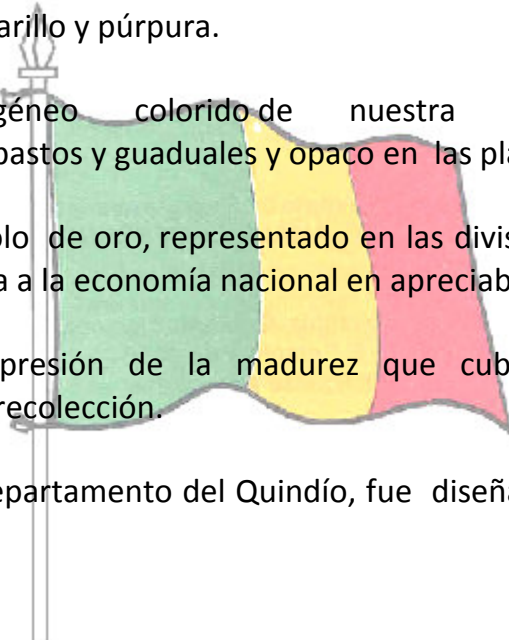 arillo y púrpura.
géneo colorido de nuestra
pastos y guaduales y opaco en las pla
olo de oro, representado en las divis
a a la economía nacional en apreciab
presión de la madurez que cub
recolección.
epartamento del Quindío, fue diseña